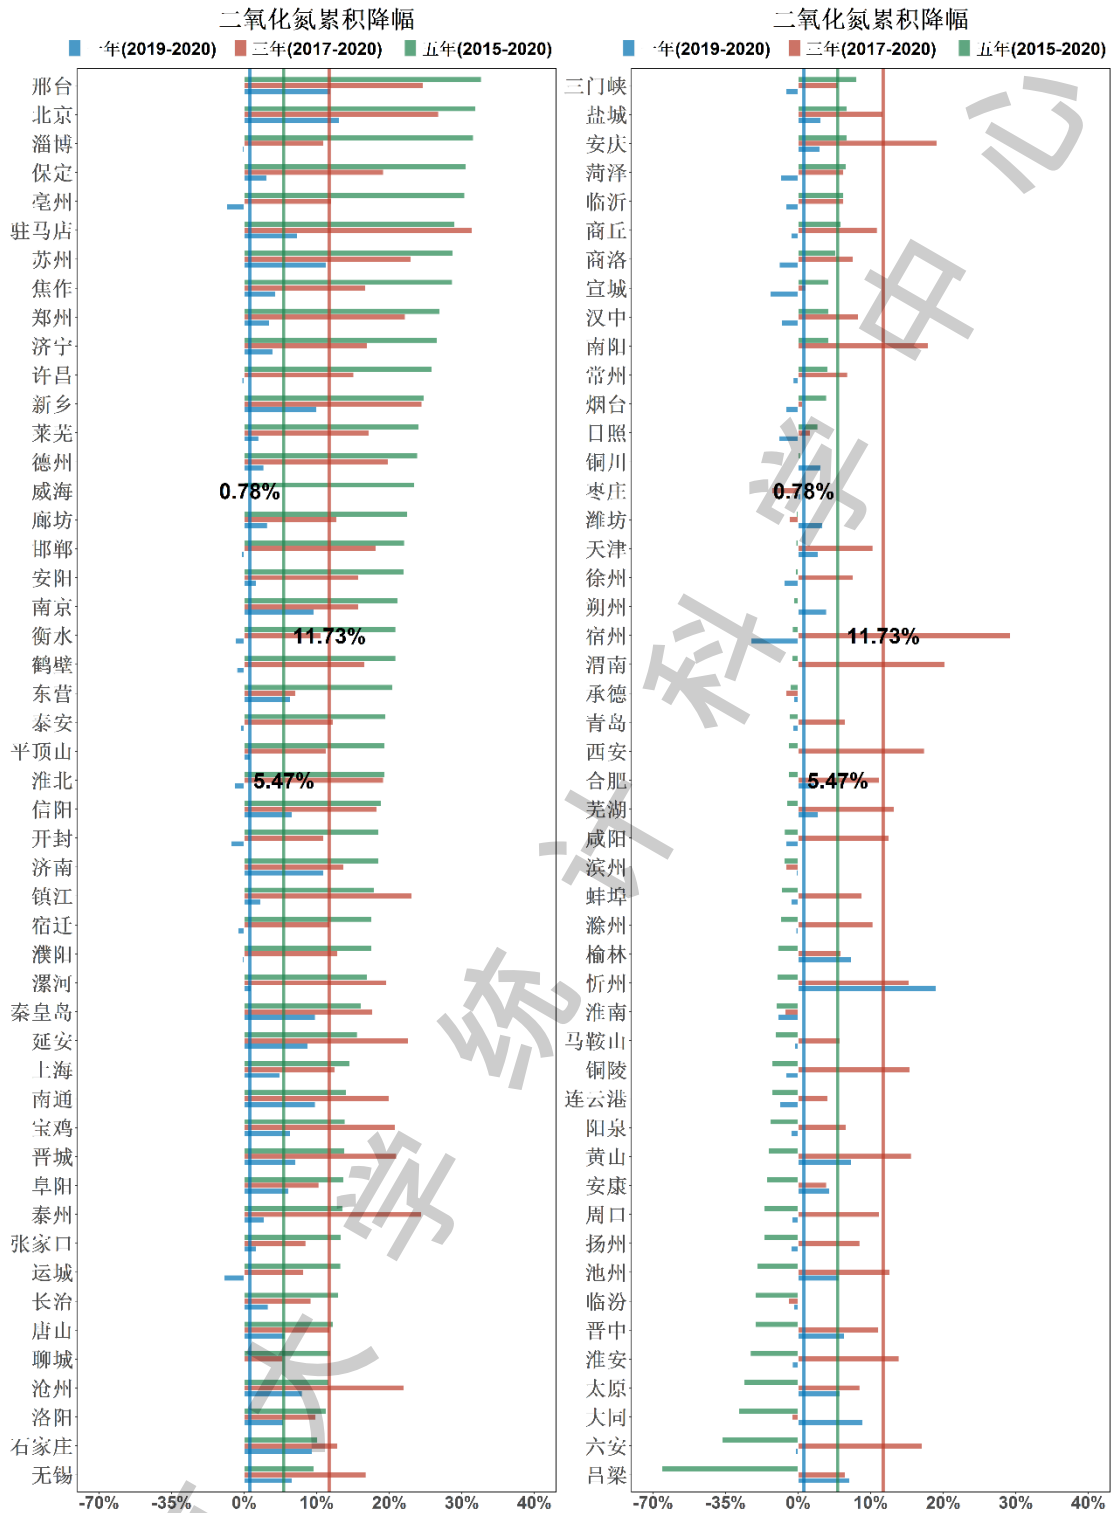 二氧化氮累积降幅
一年(2019-2020) 三年(2017-2020) 五年(2015-2020)
邢台
北京
淄博
保定
亳州
驻马店
苏州
焦作
郑州
济宁
许昌
新乡
莱芜
德州
威海
0.78%
廊坊
邯郸
安阳
南京
衡水
11.73%
鹤壁
东营
泰安
平顶山
淮北
5.47%
信阳
开封
济南
镇江
宿迁
濮阳
漯河
秦皇岛
延安
上海
南通
宝鸡
晋城
阜阳
泰州
张家口
运城
长治
唐山
聊城
沧州
洛阳
石家庄
无锡
-70% -35% 0% 10% 20% 30% 40%
二氧化氮累积降幅
一年(2019-2020) 三年(2017-2020) 五年(2015-2020)
三门峡
盐城
安庆
菏泽
临沂
商丘
商洛
宣城
汉中
南阳
常州
烟台
日照
铜川
枣庄
0.78%
潍坊
天津
徐州
朔州
宿州
11.73%
渭南
承德
青岛
西安
合肥
5.47%
芜湖
咸阳
滨州
蚌埠
滁州
榆林
忻州
淮南
马鞍山
铜陵
连云港
阳泉
黄山
安康
周口
扬州
池州
临汾
晋中
淮安
太原
大同
六安
吕梁
-70% -35% 0% 10% 20% 30% 40%
大学统计科学中心